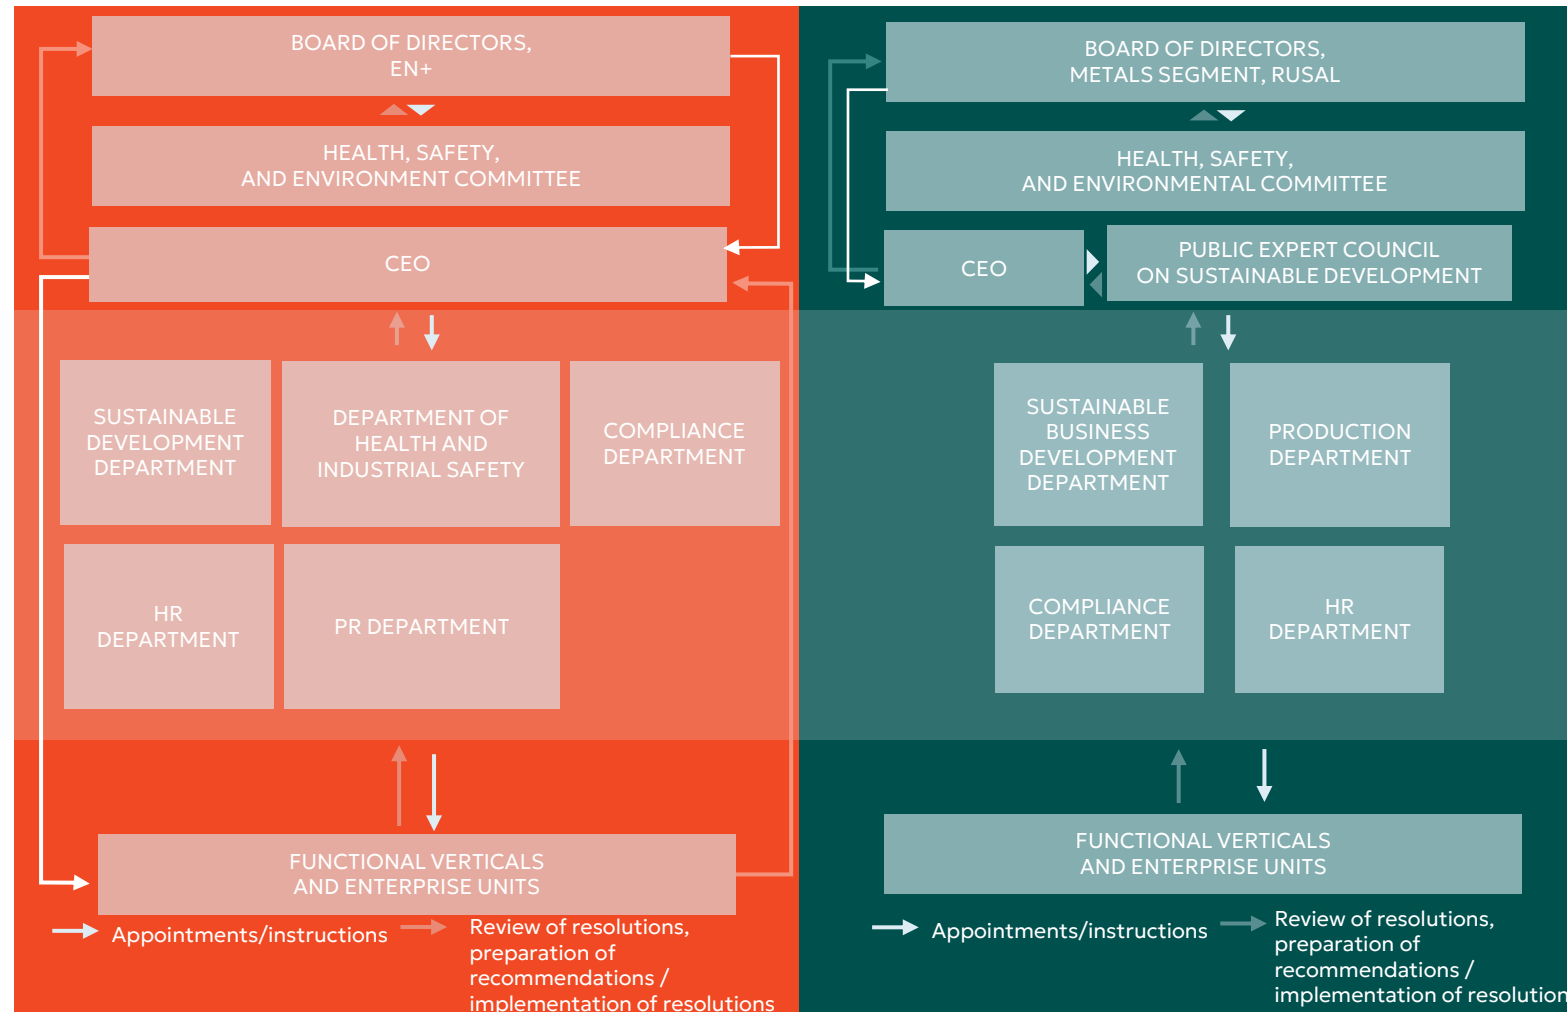 BOARD OF DIRECTORS,
EN+
HEALTH, SAFETY,
AND ENVIRONMENT COMMITTEE
CEO
SUSTAINABLE
DEVELOPMENT
DEPARTMENT
DEPARTMENT OF
HEALTH AND
INDUSTRIAL SAFETY
COMPLIANCE
DEPARTMENT
HR
DEPARTMENT
PR DEPARTMENT
FUNCTIONAL VERTICALS
AND ENTERPRISE UNITS
Appointments/instructions
Review of resolutions,
preparation of
recommendations /
implementation of resolutions
BOARD OF DIRECTORS,
METALS SEGMENT, RUSAL
HEALTH, SAFETY,
AND ENVIRONMENTAL COMMITTEE
CEO
PUBLIC EXPERT COUNCIL
ON SUSTAINABLE DEVELOPMENT
SUSTAINABLE
BUSINESS
DEVELOPMENT
DEPARTMENT
PRODUCTION
DEPARTMENT
COMPLIANCE
DEPARTMENT
HR
DEPARTMENT
FUNCTIONAL VERTICALS
AND ENTERPRISE UNITS
Appointments/instructions
Review of resolutions,
preparation of
recommendations /
implementation of resolution